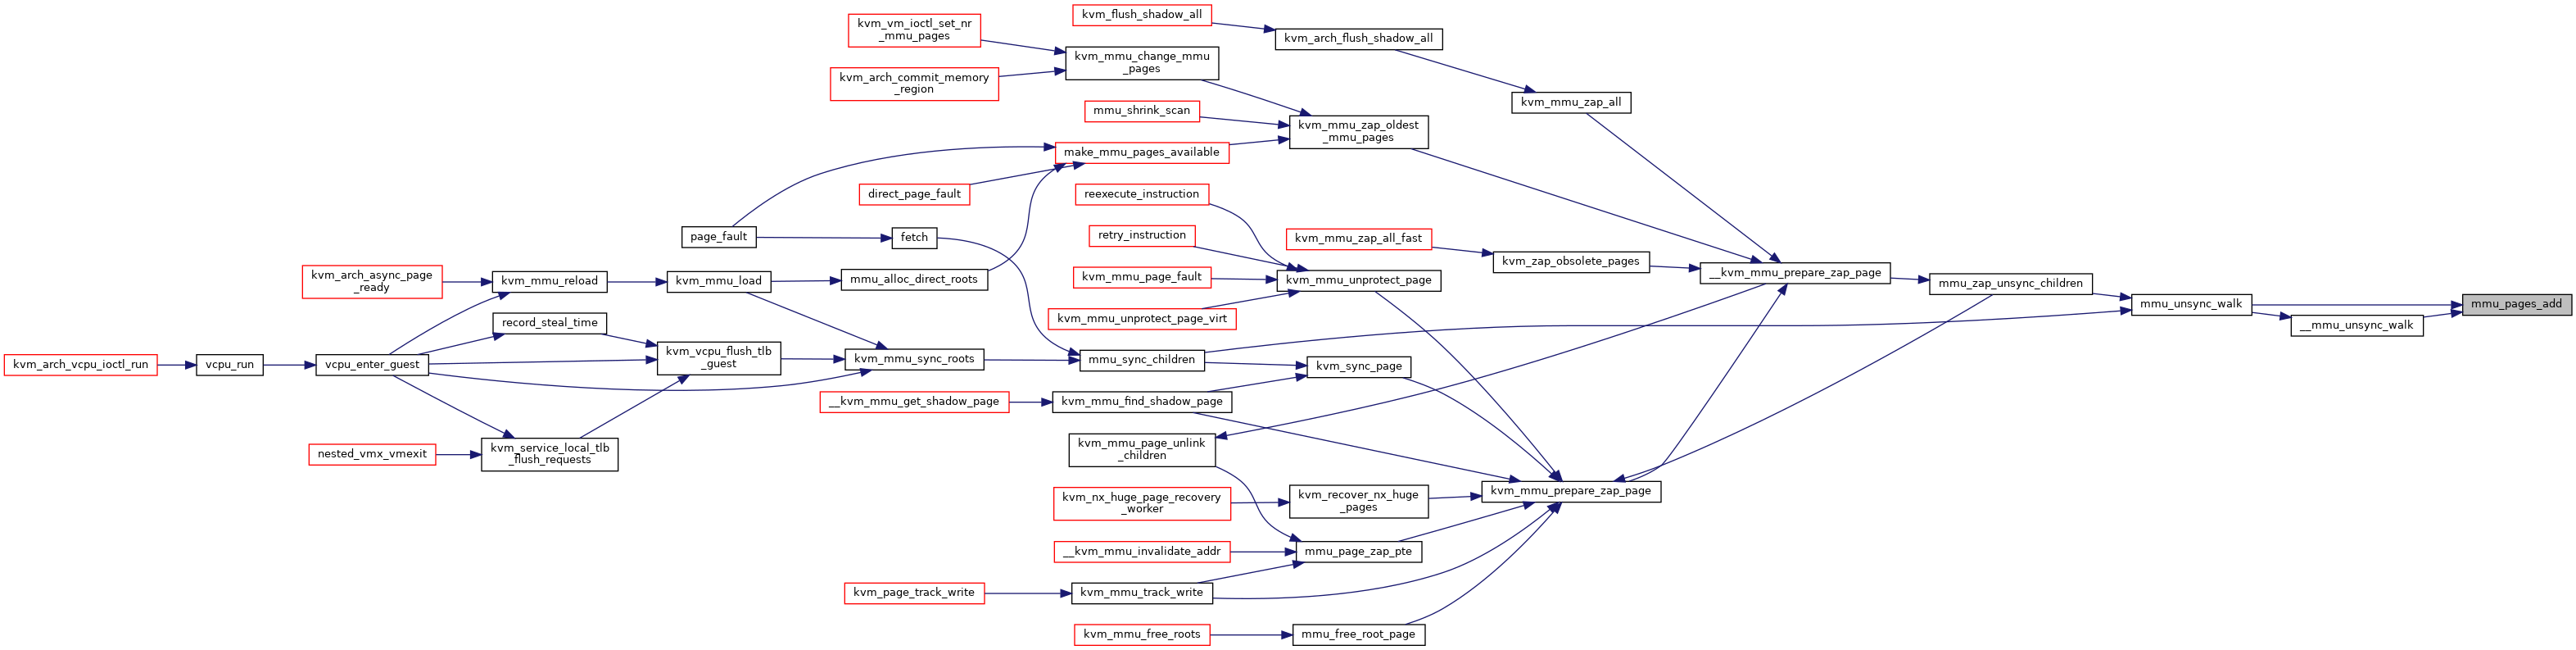 kvm_flush_shadow_all
kvm_vm_ioctl_set_nr
_mmu_pages
kvm_arch_flush_shadow_all
kvm_mmu_change_mmu
_pages
kvm_arch_commit_memory
_region
kvm_mmu_zap_all
mmu_shrink_scan
kvm_mmu_zap_oldest
_mmu_pages
make_mmu_pages_available
direct_page_fault
reexecute_instruction
page_fault
fetch
retry_instruction
kvm_mmu_zap_all_fast
kvm_zap_obsolete_pages
kvm_arch_async_page
_ready
kvm_mmu_reload
kvm_mmu_load
mmu_alloc_direct_roots
kvm_mmu_page_fault
kvm_mmu_unprotect_page
__kvm_mmu_prepare_zap_page
mmu_zap_unsync_children
mmu_unsync_walk
mmu_pages_add
record_steal_time
kvm_mmu_unprotect_page_virt
__mmu_unsync_walk
kvm_arch_vcpu_ioctl_run
vcpu_run
vcpu_enter_guest
kvm_vcpu_flush_tlb
_guest
kvm_mmu_sync_roots
mmu_sync_children
kvm_sync_page
__kvm_mmu_get_shadow_page
kvm_mmu_find_shadow_page
nested_vmx_vmexit
kvm_service_local_tlb
_flush_requests
kvm_mmu_page_unlink
_children
kvm_nx_huge_page_recovery
_worker
kvm_recover_nx_huge
_pages
kvm_mmu_prepare_zap_page
__kvm_mmu_invalidate_addr
mmu_page_zap_pte
kvm_page_track_write
kvm_mmu_track_write
kvm_mmu_free_roots
mmu_free_root_page